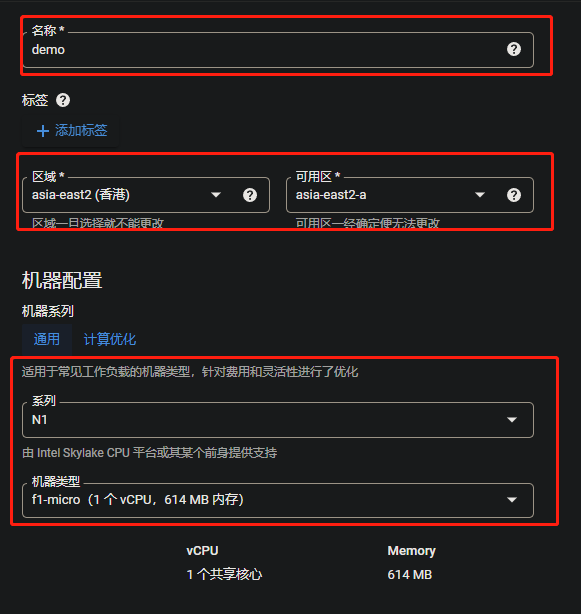 名称 *
demo
标签
添加标签
区域 * 可用区 *
asia-east2 (香港) asia-east2-a
区域一旦选择就不能更改 可用区一经确定便无法更改
机器配置
机器系列
通用 计算优化
适用于常见工作负载的机器类型，针对费用和灵活性进行了优化
系列
N1
由 Intel Skylake CPU 平台或其某个前身提供支持
机器类型
f1-micro（1 个 vCPU，614 MB 内存）
vCPU Memory
1 个共享核心 614 MB